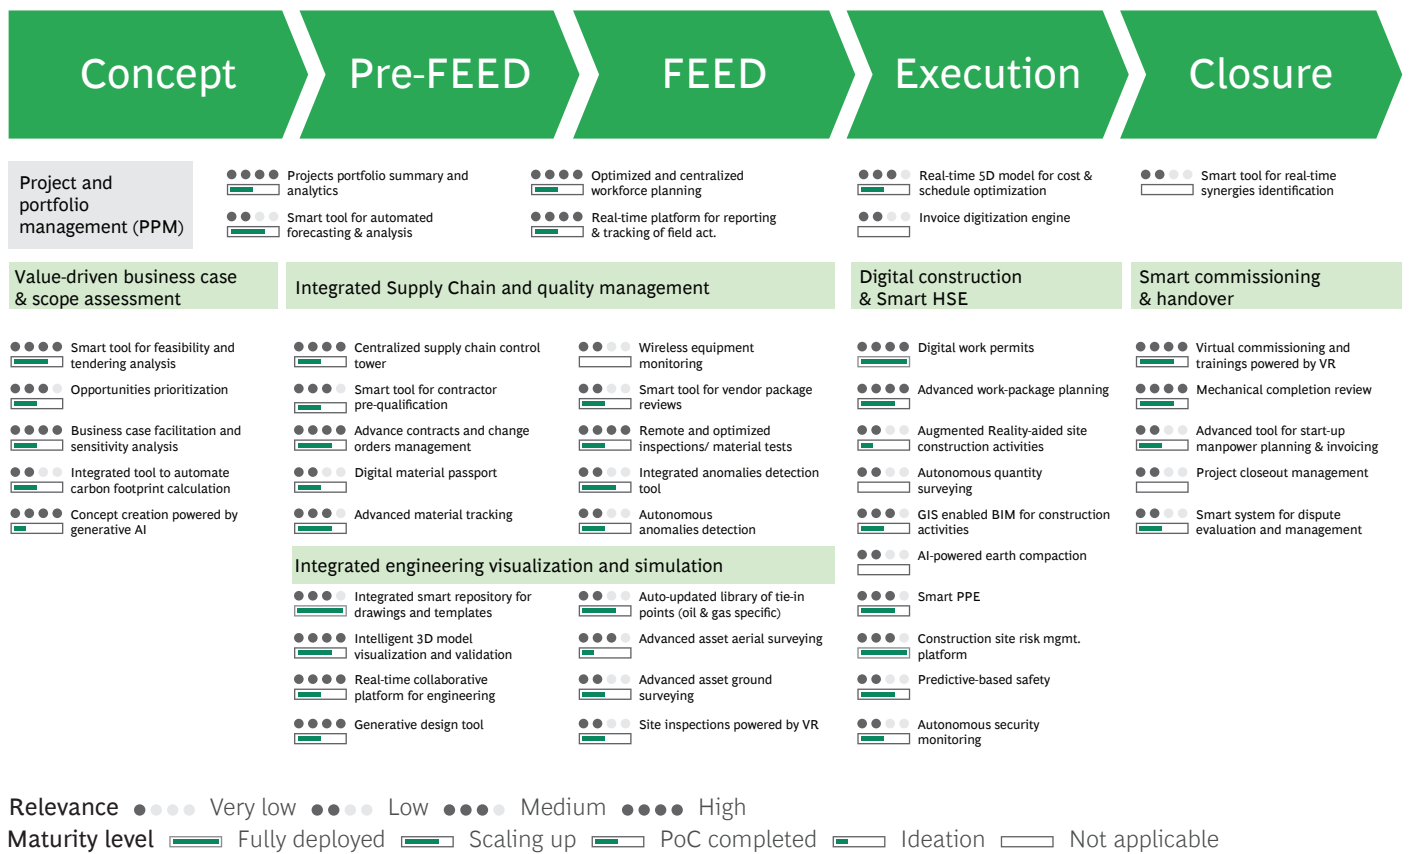 Concept
Pre-FEED
FEED
Execution
Closure
Project and
portfolio
management (PPM)
Projects portfolio summary and
analytics
Smart tool for automated
forecasting & analysis
Optimized and centralized
workforce planning
Real-time platform for reporting
& tracking of field act.
Real-time 5D model for cost &
schedule optimization
Invoice digitization engine
Smart tool for real-time
synergies identification
Value-driven business case
& scope assessment
Smart tool for feasibility and
tendering analysis
Opportunities prioritization
Business case facilitation and
sensitivity analysis
Integrated tool to automate
carbon footprint calculation
Concept creation powered by
generative AI
Integrated Supply Chain and quality management
Centralized supply chain control
tower
Smart tool for contractor
pre-qualification
Advance contracts and change
orders management
Digital material passport
Advanced material tracking
Wireless equipment
monitoring
Smart tool for vendor package
reviews
Remote and optimized
inspections/ material tests
Integrated anomalies detection
tool
Autonomous
anomalies detection
Integrated engineering visualization and simulation
Integrated smart repository for
drawings and templates
Intelligent 3D model
visualization and validation
Real-time collaborative
platform for engineering
Generative design tool
Auto-updated library of tie-in
points (oil & gas specific)
Advanced asset aerial surveying
Advanced asset ground
surveying
Site inspections powered by VR
Digital construction
& Smart HSE
Digital work permits
Advanced work-package planning
Augmented Reality-aided site
construction activities
Autonomous quantity
surveying
GIS enabled BIM for construction
activities
AI-powered earth compaction
Smart PPE
Construction site risk mgmt.
platform
Predictive-based safety
Autonomous security
monitoring
Smart commissioning
& handover
Virtual commissioning and
trainings powered by VR
Mechanical completion review
Advanced tool for start-up
manpower planning & invoicing
Project closeout management
Smart system for dispute
evaluation and management
Relevance Very low Low Medium High
Maturity level Fully deployed Scaling up PoC completed Ideation Not applicable